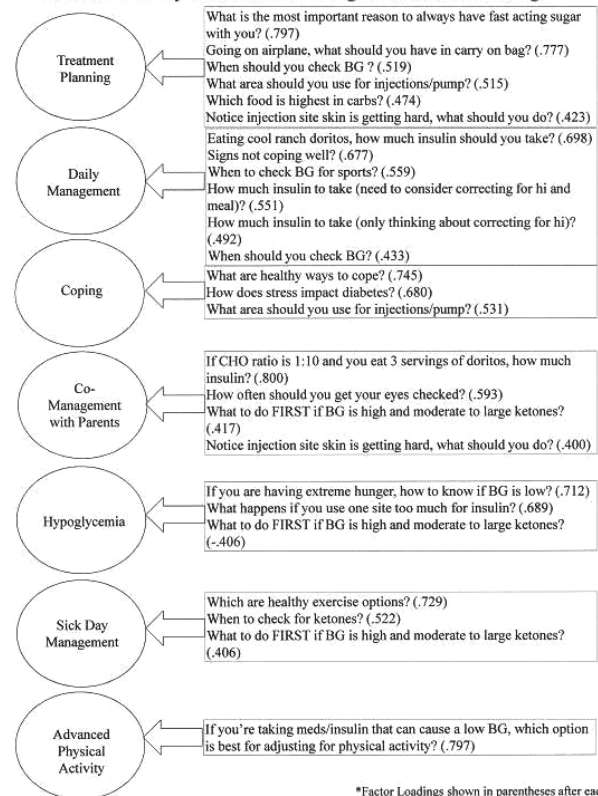 Treatment
Planning
What is the most important reason to always have fast acting sugar
with you? (.797)
Going on airplane, what should you have in carry on bag? (.777)
When should you check BG ? (.519)
What area should you use for injections/pump? (.515)
Which food is highest in carbs? (.474)
Notice injection site skin is getting hard, what should you do? (.423)
Daily
Management
Eating cool ranch doritos, how much insulin should you take? (.698)
Signs not coping well? (.677)
When to check BG for sports? (.559)
How much insulin to take (need to consider correcting for hi and
meal)? (.551)
How much insulin to take (only thinking about correcting for hi)?
(.492)
When should you check BG? (.433)
Coping
What are healthy ways to cope? (.745)
How does stress impact diabetes? (.680)
What area should you use for injections/pump? (.531)
Co-
Management
with Parents
If CHO ratio is 1:10 and you eat 3 servings of doritos, how much
insulin? (.800)
How often should you get your eyes checked? (.593)
What to do FIRST if BG is high and moderate to large ketones?
(.417)
Notice injection site skin is getting hard, what should you do? (.400)
Hypoglycemia
If you are having extreme hunger, how to know if BG is low? (.712)
What happens if you use one site too much for insulin? (.689)
What to do FIRST if BG is high and moderate to large ketones?
(-.406)
Sick Day
Management
Which are healthy exercise options? (.729)
When to check for ketones? (.522)
What to do FIRST if BG is high and moderate to large ketones?
(.406)
Advanced
Physical
Activity
If you're taking meds/insulin that can cause a low BG, which option
is best for adjusting for physical activity? (.797)
*Factor Loadings shown in parentheses after